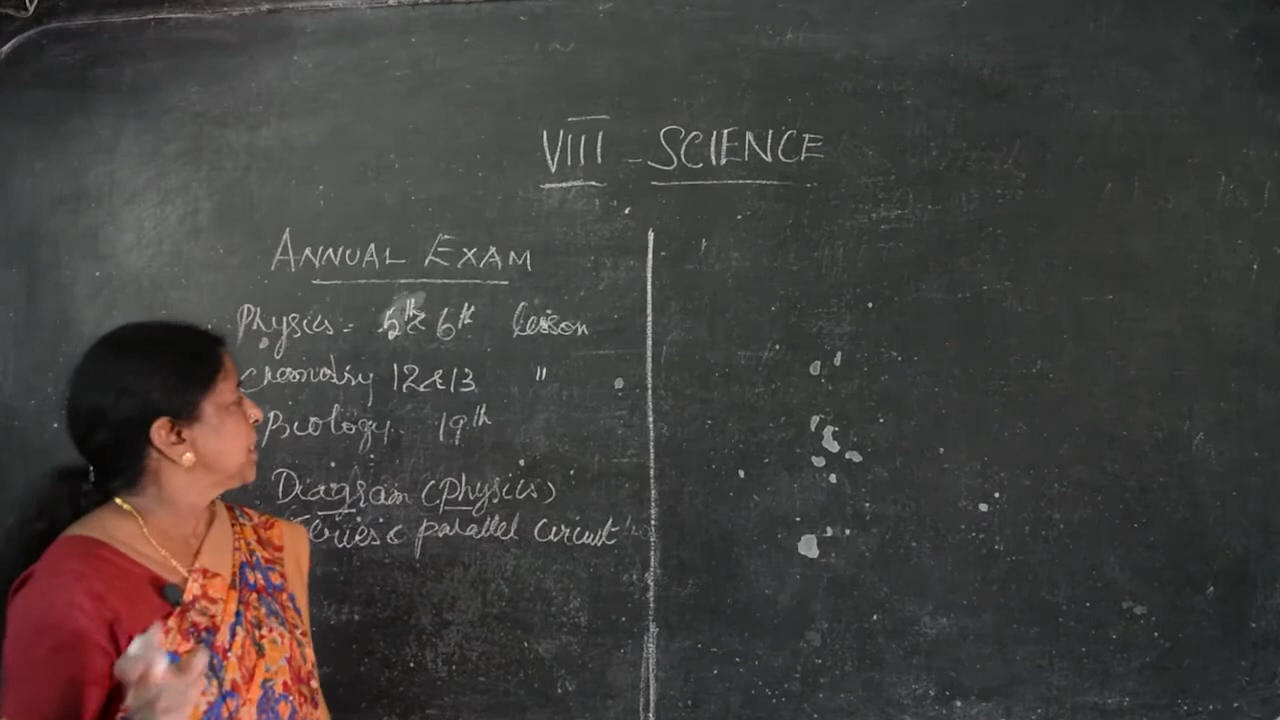 VIII - SCIENCE
ANNUAL EXAM
Physics - 5th & 6th lesson
Chemistry 12 & 13 "
Biology 19th
Diagram (physics)
Series & parallel circuit